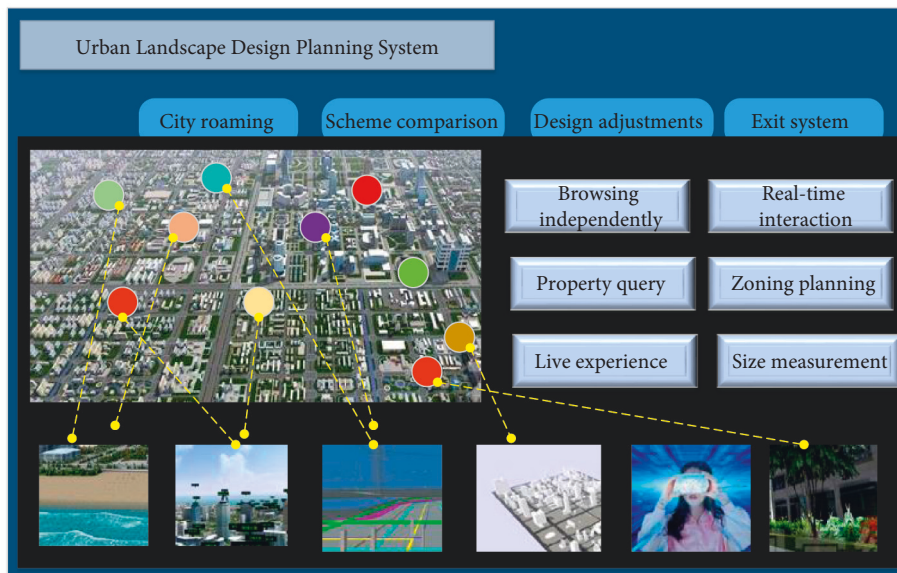 Urban Landscape Design Planning System
City roaming
Scheme comparison
Design adjustments
Exit system
Browsing
independently
Real-time
interaction
Property query
Zoning planning
Live experience
Size measurement